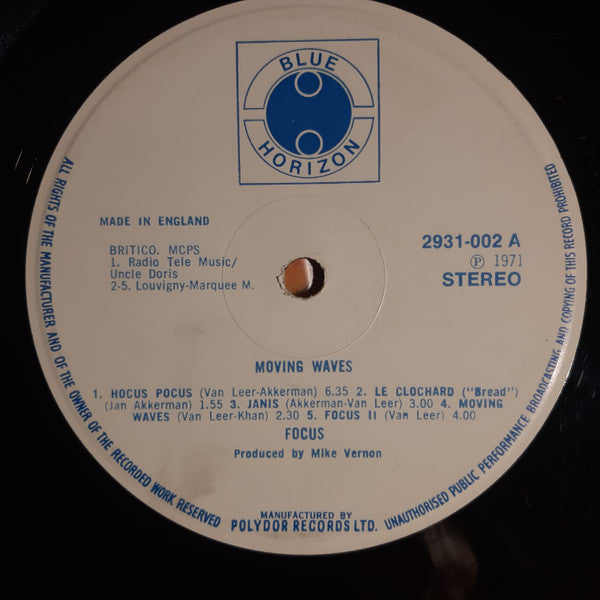 BLUE
HORIZON
MADE IN ENGLAND
BRITICO. MCPS
1. Radio Tele Music/
Uncle Doris
2-5. Louvigny-Marquee M.
2931-002 A
Ⓟ 1971
STEREO
MOVING WAVES
1. HOCUS POCUS (Van Leer-Akkerman) 6.35 2. LE CLOCHARD ("Bread")
(Jan Akkerman) 1.55 3. JANIS (Akkerman-Van Leer) 3.00 4. MOVING
WAVES (Van Leer-Khan) 2.30 5. FOCUS II (Van Leer) 4.00
FOCUS
Produced by Mike Vernon
MANUFACTURED BY
POLYDOR RECORDS LTD.
ALL RIGHTS OF THE MANUFACTURER AND OF THE OWNER OF THE RECORDED WORK RESERVED
UNAUTHORISED PUBLIC PERFORMANCE BROADCASTING AND COPYING OF THIS RECORD PROHIBITED